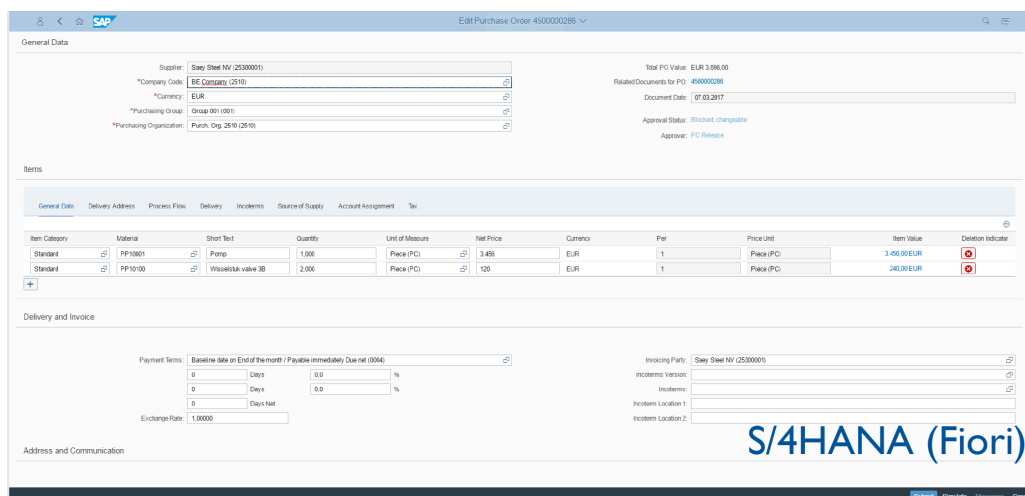 SAP Edit Purchase Order 4500000286
General Data
Supplier: Saey Steel NV (25300001)
*Company Code: BE Company (2510)
*Currency: EUR
*Purchasing Group: Group 001 (001)
*Purchasing Organization: Purch. Org. 2510 (2510)
Total PO Value: EUR 3.696,00
Related Documents for PO: 4500000286
Document Date: 07.03.2017
Approval Status: Blocked, changeable
Approver: PO Release
Items
General Data Delivery Address Process Flow Delivery Incoterms Source of Supply Account Assignment Tax
Item Category Material Short Text Quantity Unit of Measure Net Price Currency Per Price Unit Item Value Deletion Indicator
Standard PP10001 Pomp 1,000 Piece (PC) 3.456 EUR 1 Piece (PC) 3.456,00 EUR
Standard PP10100 Wisselstuk valve 3B 2,000 Piece (PC) 120 EUR 1 Piece (PC) 240,00 EUR
+
Delivery and Invoice
Payment Terms: Baseline date on End of the month / Payable immediately Due net (0004)
0 Days 0,0 %
0 Days 0,0 %
0 Days Net
Exchange Rate: 1,00000
Invoicing Party: Saey Steel NV (25300001)
Incoterms Version:
Incoterms:
Incoterm Location 1:
Incoterm Location 2:
S/4HANA (Fiori)
Address and Communication